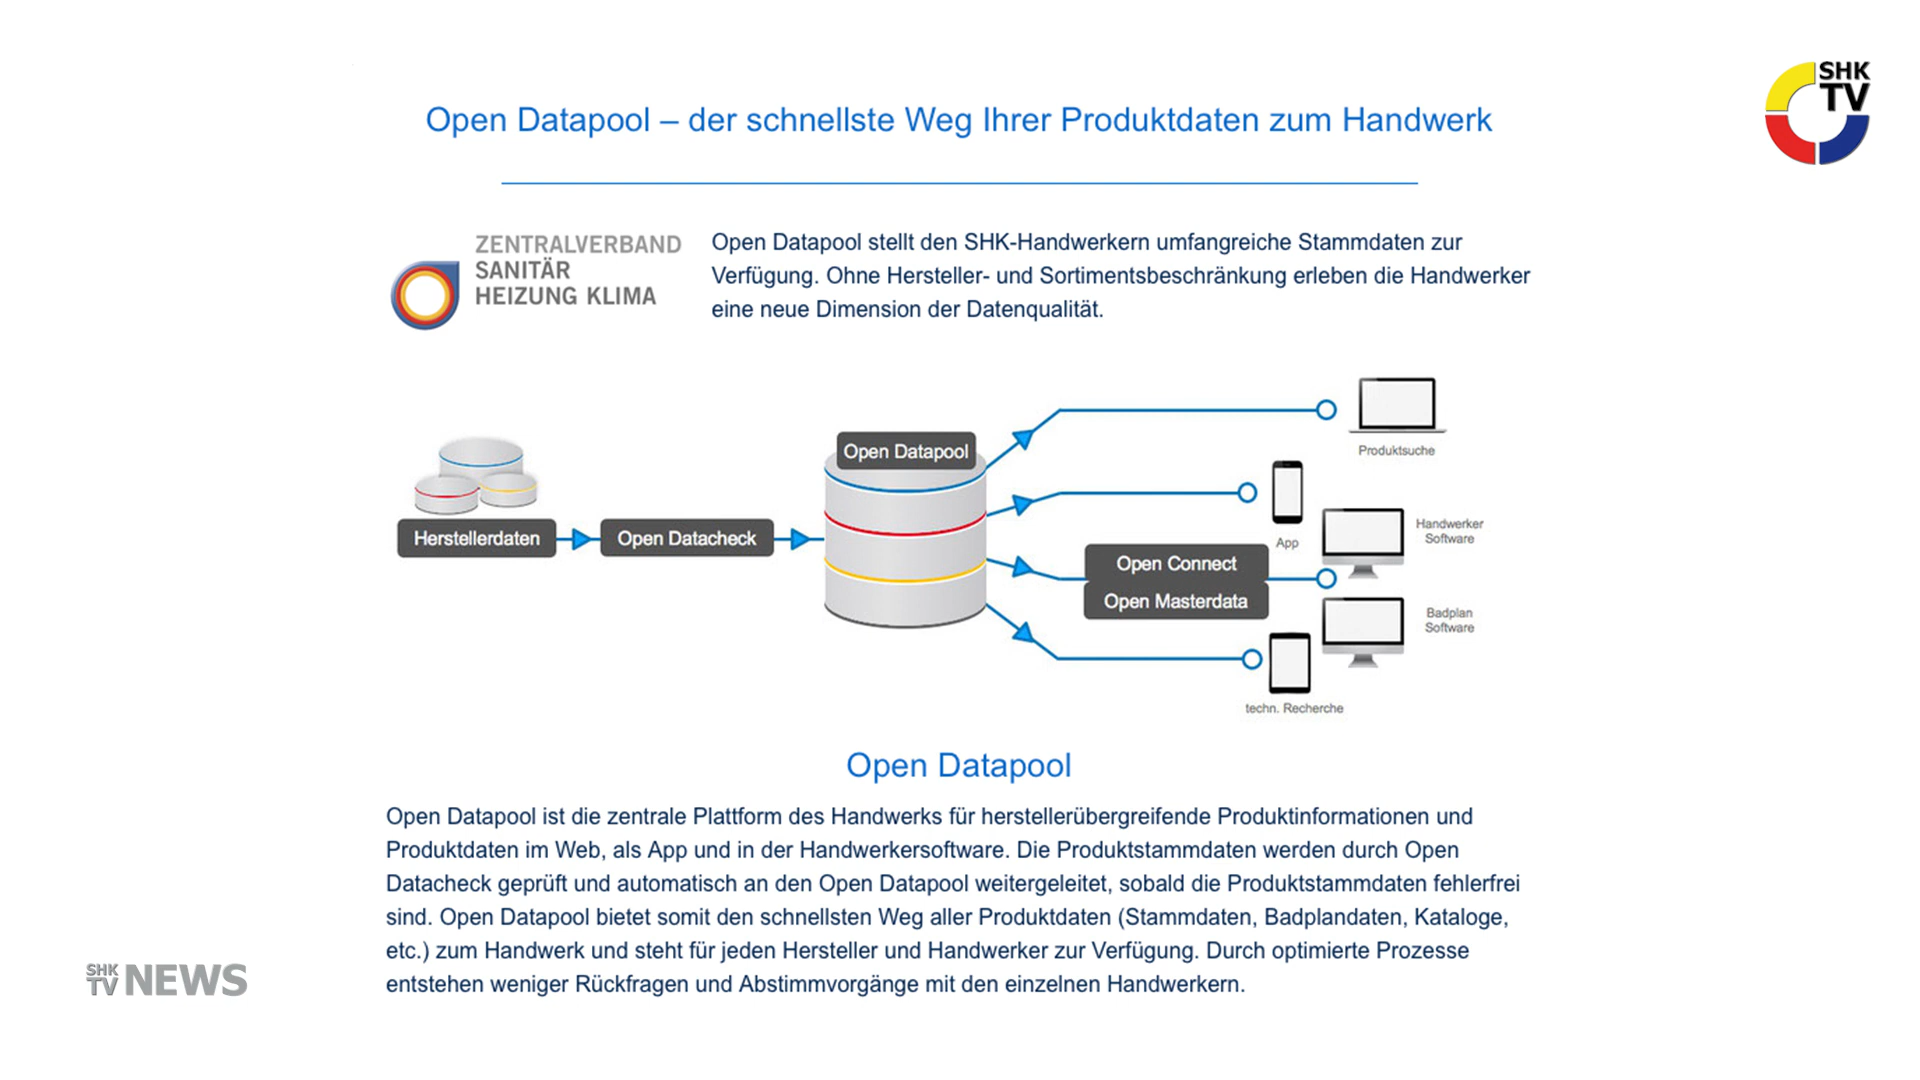 SHK
TV
Open Datapool – der schnellste Weg Ihrer Produktdaten zum Handwerk
ZENTRALVERBAND
SANITÄR
HEIZUNG KLIMA
Open Datapool stellt den SHK-Handwerkern umfangreiche Stammdaten zur
Verfügung. Ohne Hersteller- und Sortimentsbeschränkung erleben die Handwerker
eine neue Dimension der Datenqualität.
Herstellerdaten
Open Datacheck
Open Datapool
Produktsuche
App
Handwerker
Software
Open Connect
Open Masterdata
Badplan
Software
techn. Recherche
Open Datapool
Open Datapool ist die zentrale Plattform des Handwerks für herstellerübergreifende Produktinformationen und
Produktdaten im Web, als App und in der Handwerkersoftware. Die Produktstammdaten werden durch Open
Datacheck geprüft und automatisch an den Open Datapool weitergeleitet, sobald die Produktstammdaten fehlerfrei
sind. Open Datapool bietet somit den schnellsten Weg aller Produktdaten (Stammdaten, Badplandaten, Kataloge,
etc.) zum Handwerk und steht für jeden Hersteller und Handwerker zur Verfügung. Durch optimierte Prozesse
entstehen weniger Rückfragen und Abstimmvorgänge mit den einzelnen Handwerkern.
SHK TV NEWS